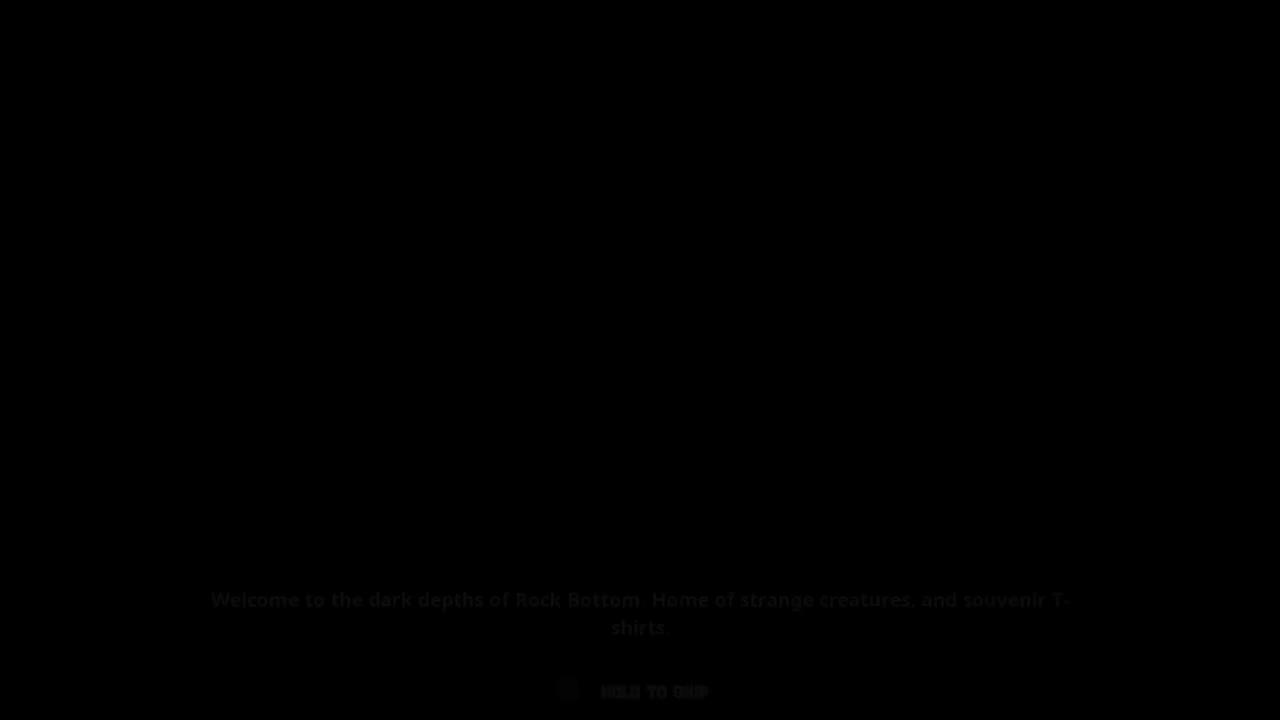 Welcome to the dark depths of Rock Bottom. Home of strange creatures, and souvenir T-
shirts.
HOLD TO SKIP